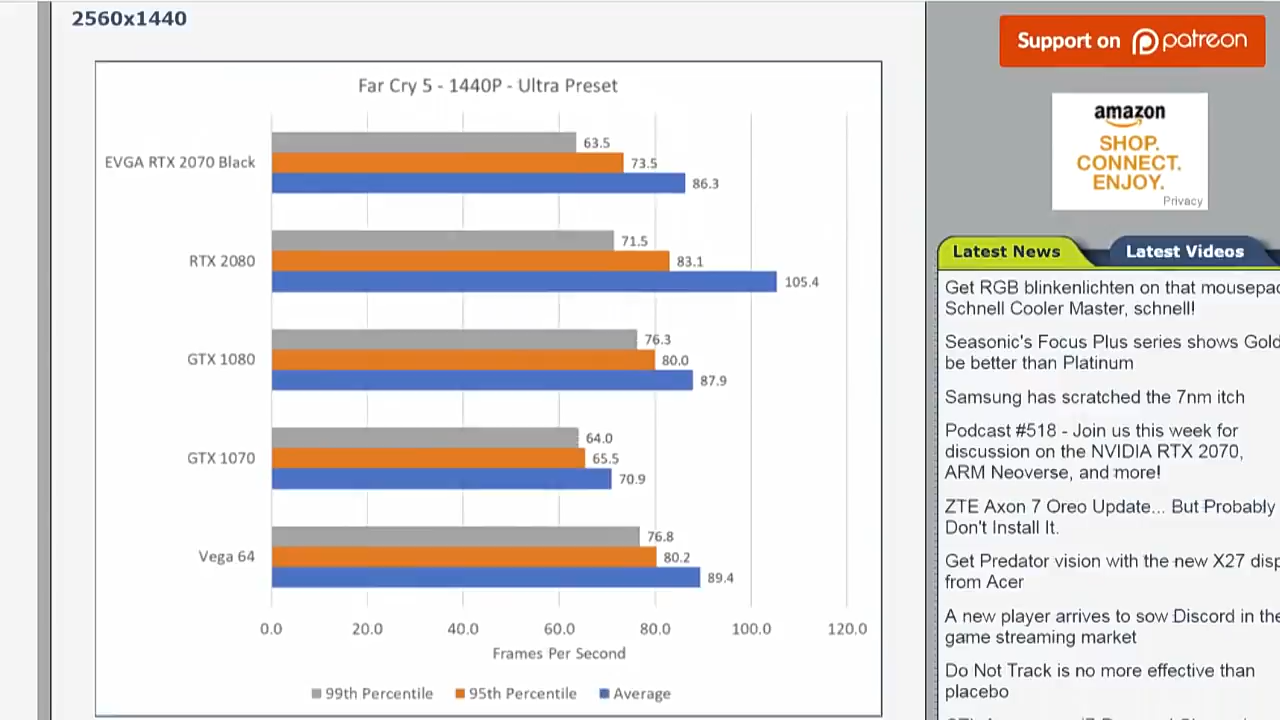 2560x1440
Far Cry 5 - 1440P - Ultra Preset
EVGA RTX 2070 Black
63.5
73.5
86.3
RTX 2080
71.5
83.1
105.4
GTX 1080
76.3
80.0
87.9
GTX 1070
64.0
65.5
70.9
Vega 64
76.8
80.2
89.4
0.0 20.0 40.0 60.0 80.0 100.0 120.0
Frames Per Second
99th Percentile 95th Percentile Average
Support on patreon
amazon
SHOP.
CONNECT.
ENJOY.
Privacy
Latest News Latest Videos
Get RGB blinkenlichten on that mousepad
Schnell Cooler Master, schnell!
Seasonic's Focus Plus series shows Gold
be better than Platinum
Samsung has scratched the 7nm itch
Podcast #518 - Join us this week for
discussion on the NVIDIA RTX 2070,
ARM Neoverse, and more!
ZTE Axon 7 Oreo Update... But Probably
Don't Install It.
Get Predator vision with the new X27 disp
from Acer
A new player arrives to sow Discord in the
game streaming market
Do Not Track is no more effective than
placebo